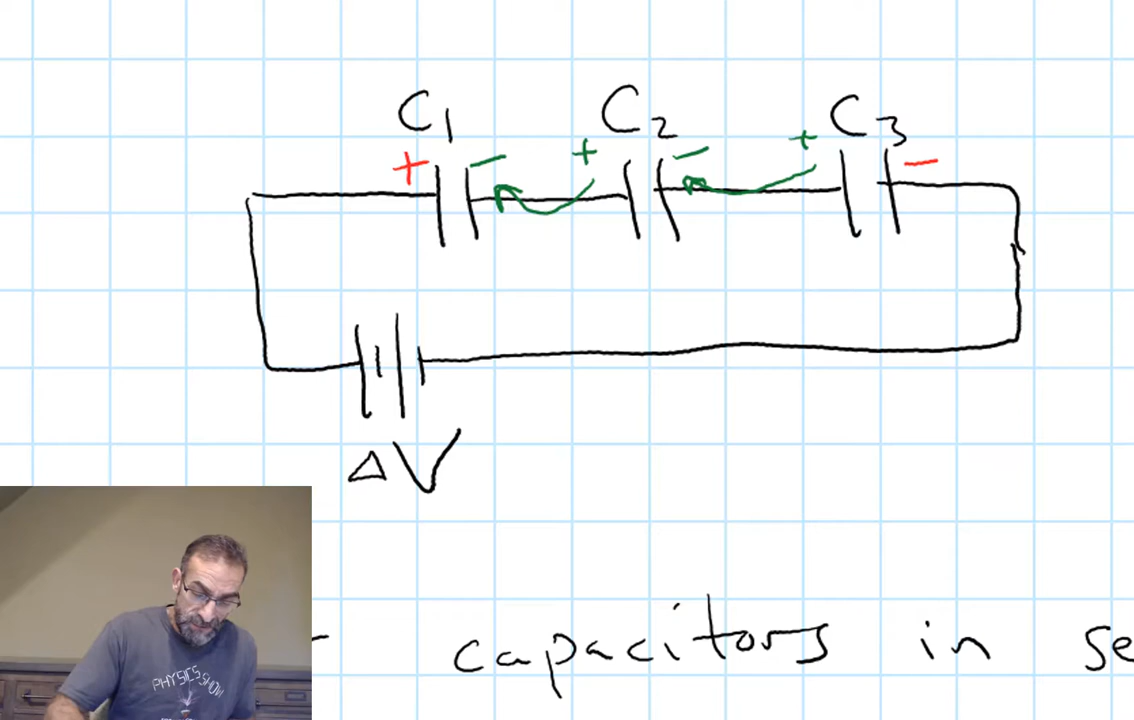 C1 C2 C3
+ − + − + −
ΔV
capacitors in se
PHYSICS SHOW